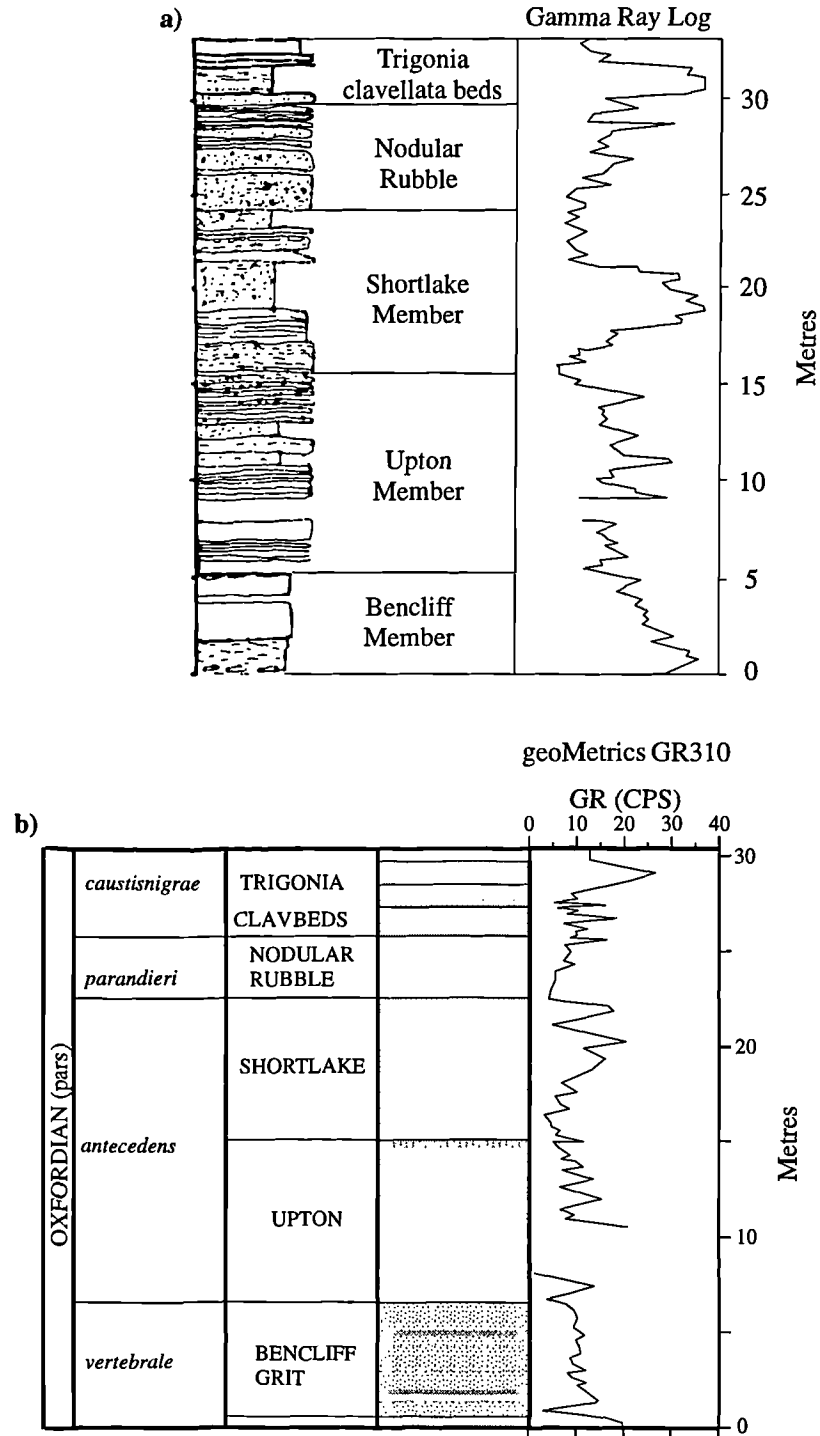 a)
Gamma Ray Log
Trigonia
clavellata beds
Nodular
Rubble
Shortlake
Member
Upton
Member
Bencliff
Member
30
25
20
15
10
5
0
Metres
geoMetrics GR310
GR (CPS)
b)
0 10 20 30 40
OXFORDIAN (pars)
caustisnigrae
TRIGONIA
CLAVBEDS
parandieri
NODULAR
RUBBLE
antecedens
SHORTLAKE
UPTON
vertebrale
BENCLIFF
GRIT
30
20
10
0
Metres